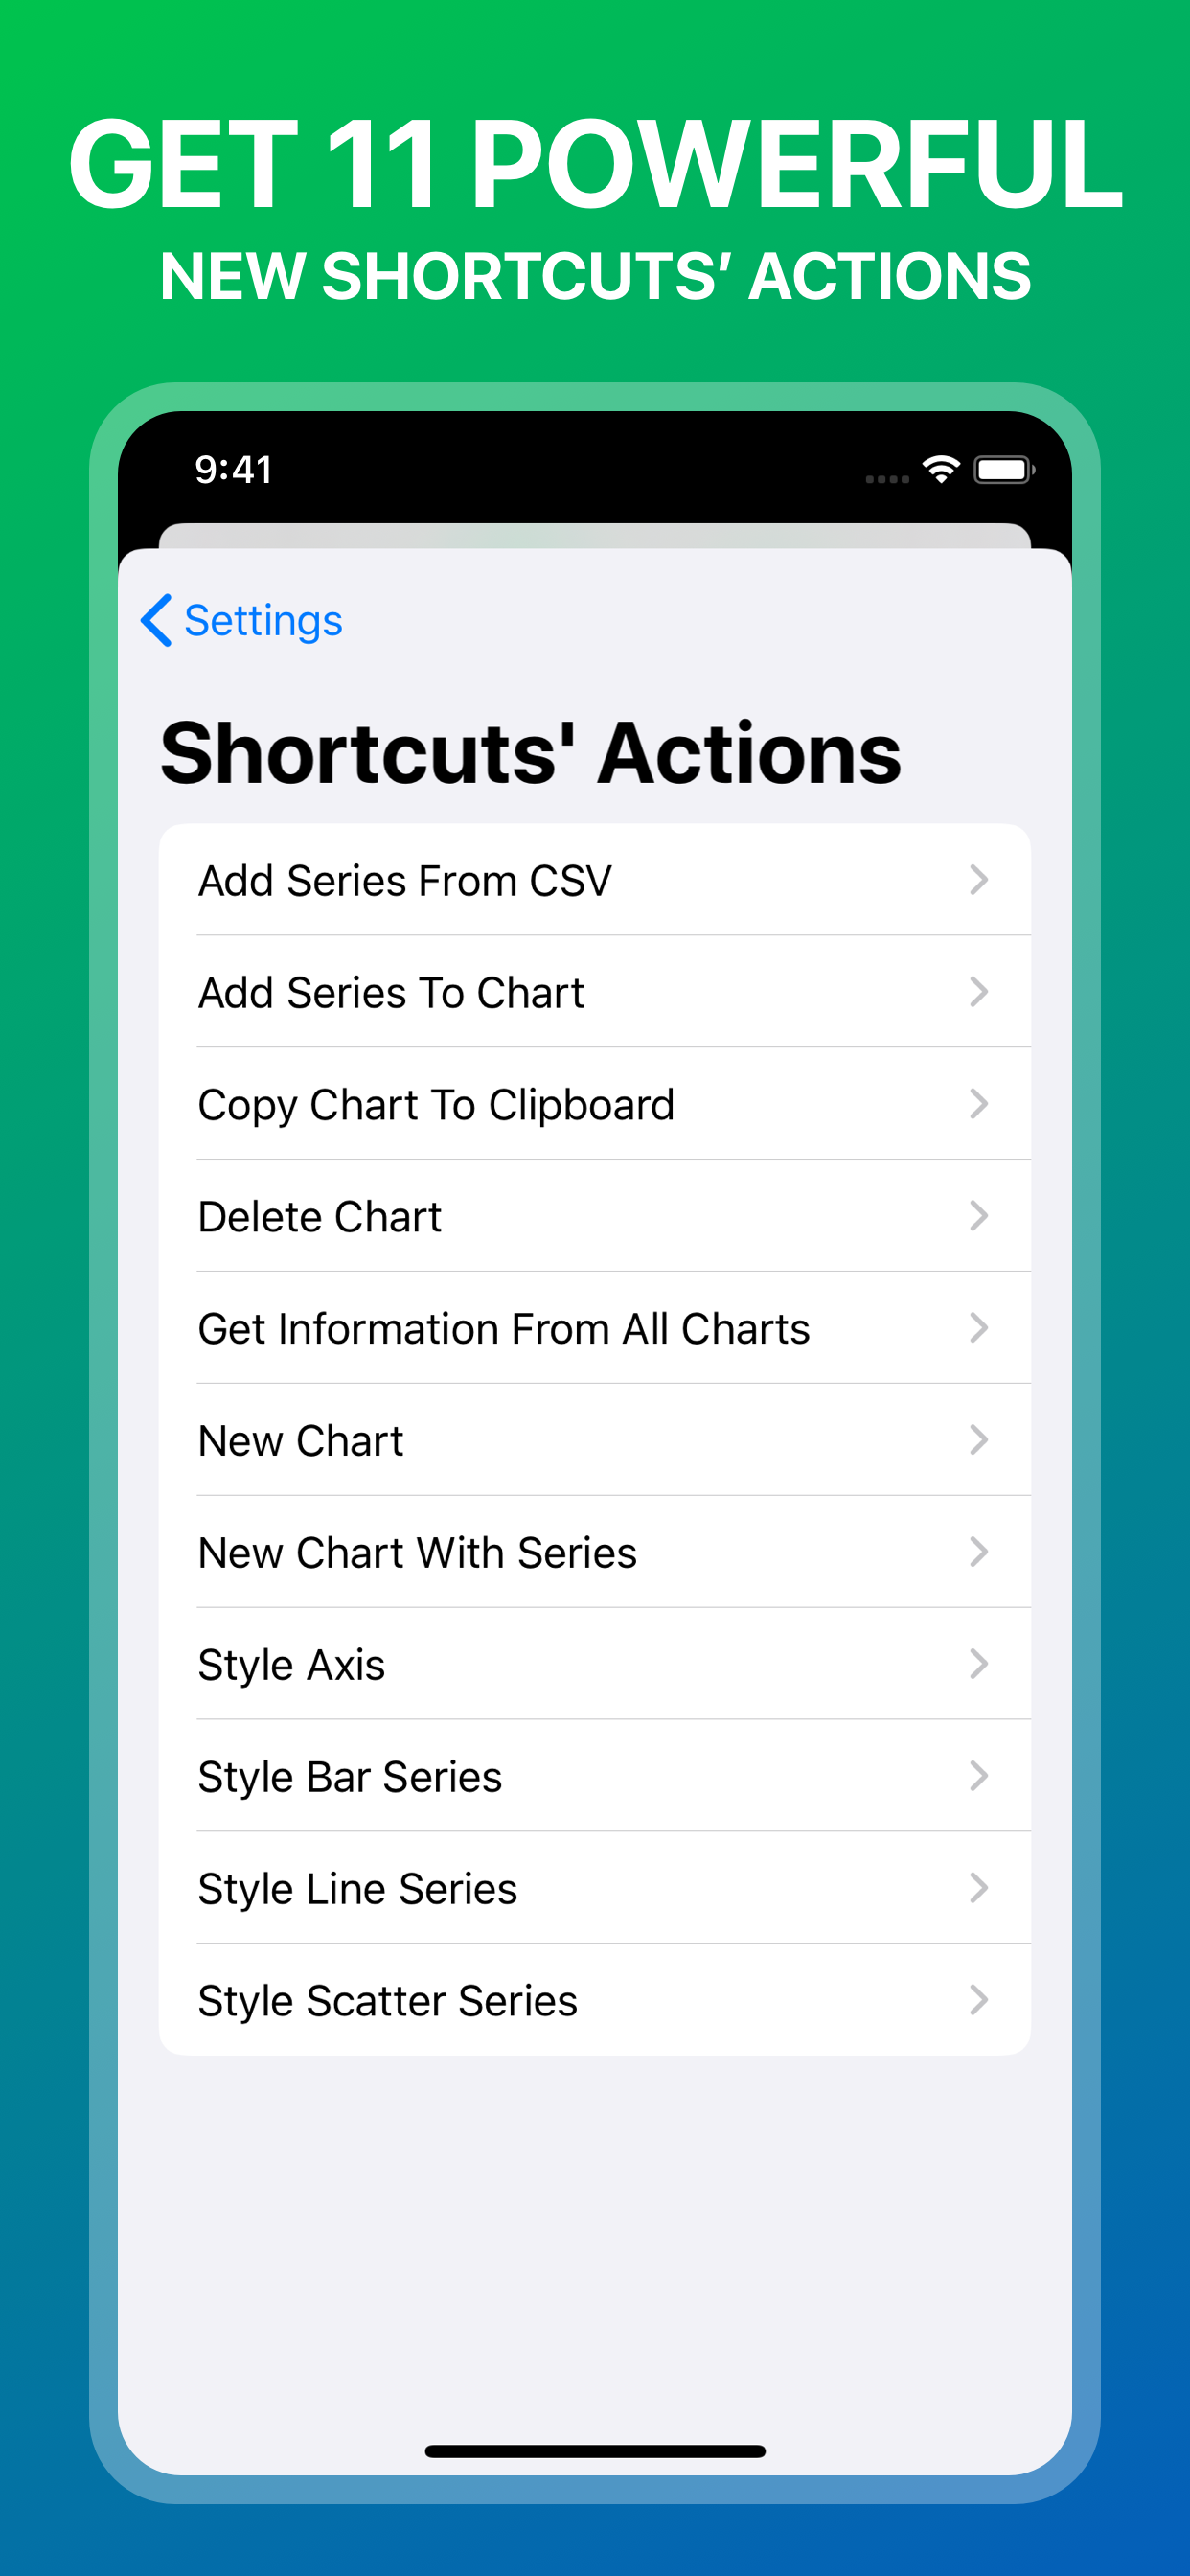 GET 11 POWERFUL
NEW SHORTCUTS’ ACTIONS
9:41
Settings
Shortcuts' Actions
Add Series From CSV
Add Series To Chart
Copy Chart To Clipboard
Delete Chart
Get Information From All Charts
New Chart
New Chart With Series
Style Axis
Style Bar Series
Style Line Series
Style Scatter Series